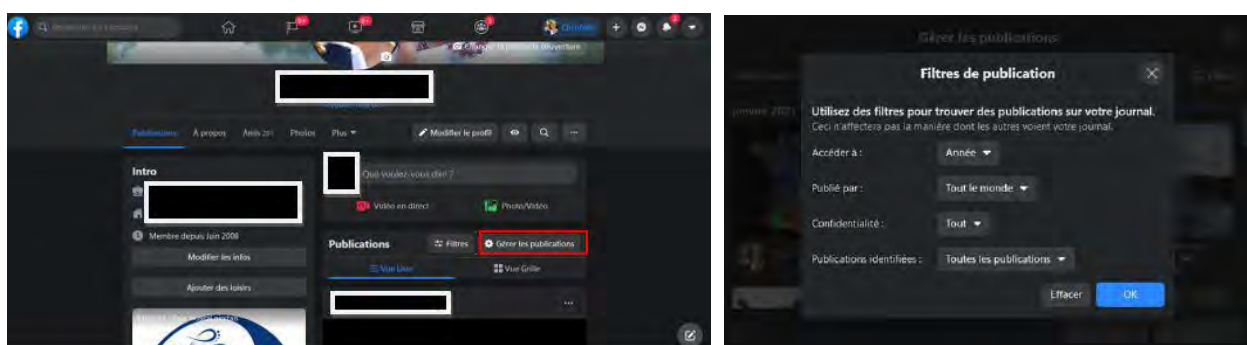 9+
9+
Changer la photo de couverture
Publications À propos Amis Photos Plus
Modifier le profil
Intro
Que voulez-vous dire ?
Vidéo en direct
Photo/Vidéo
Membre depuis Juin 2008
Modifier les infos
Ajouter des loisirs
Publications
Filtres
Gérer les publications
Vue Liste
Vue Grille
Gérer les publications
Filtres de publication
janvier 2021
Utilisez des filtres pour trouver des publications sur votre journal.
Ceci n'affectera pas la manière dont les autres voient votre journal.
Accéder à : Année
Publié par : Tout le monde
Confidentialité : Tout
Publications identifiées : Toutes les publications
Effacer OK